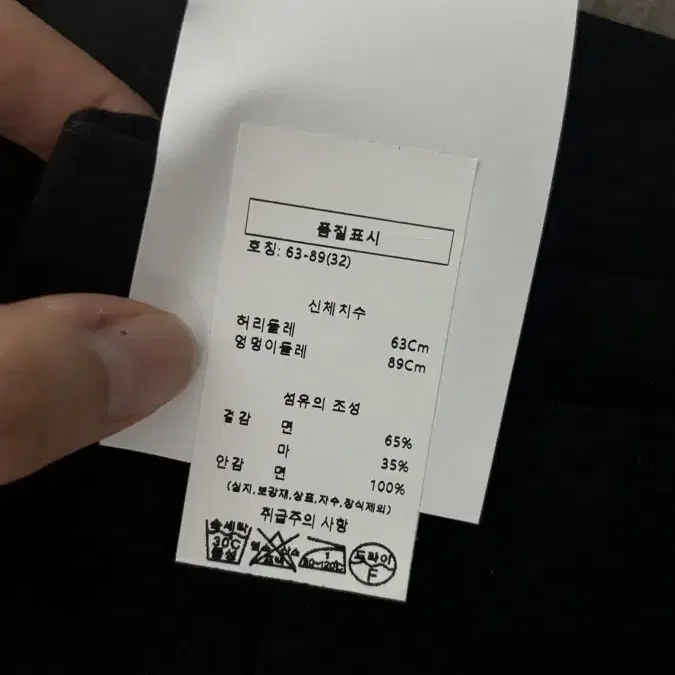 품질표시
호칭: 63-89(32)
신체치수
허리둘레 63Cm
엉덩이둘레 89Cm
섬유의 조성
겉감 면 65%
마 35%
안감 면 100%
(심지,보강재,상표,자수,장식제외)
취급주의 사항
손세탁
30℃
중성
1
80~120℃
드라이
F